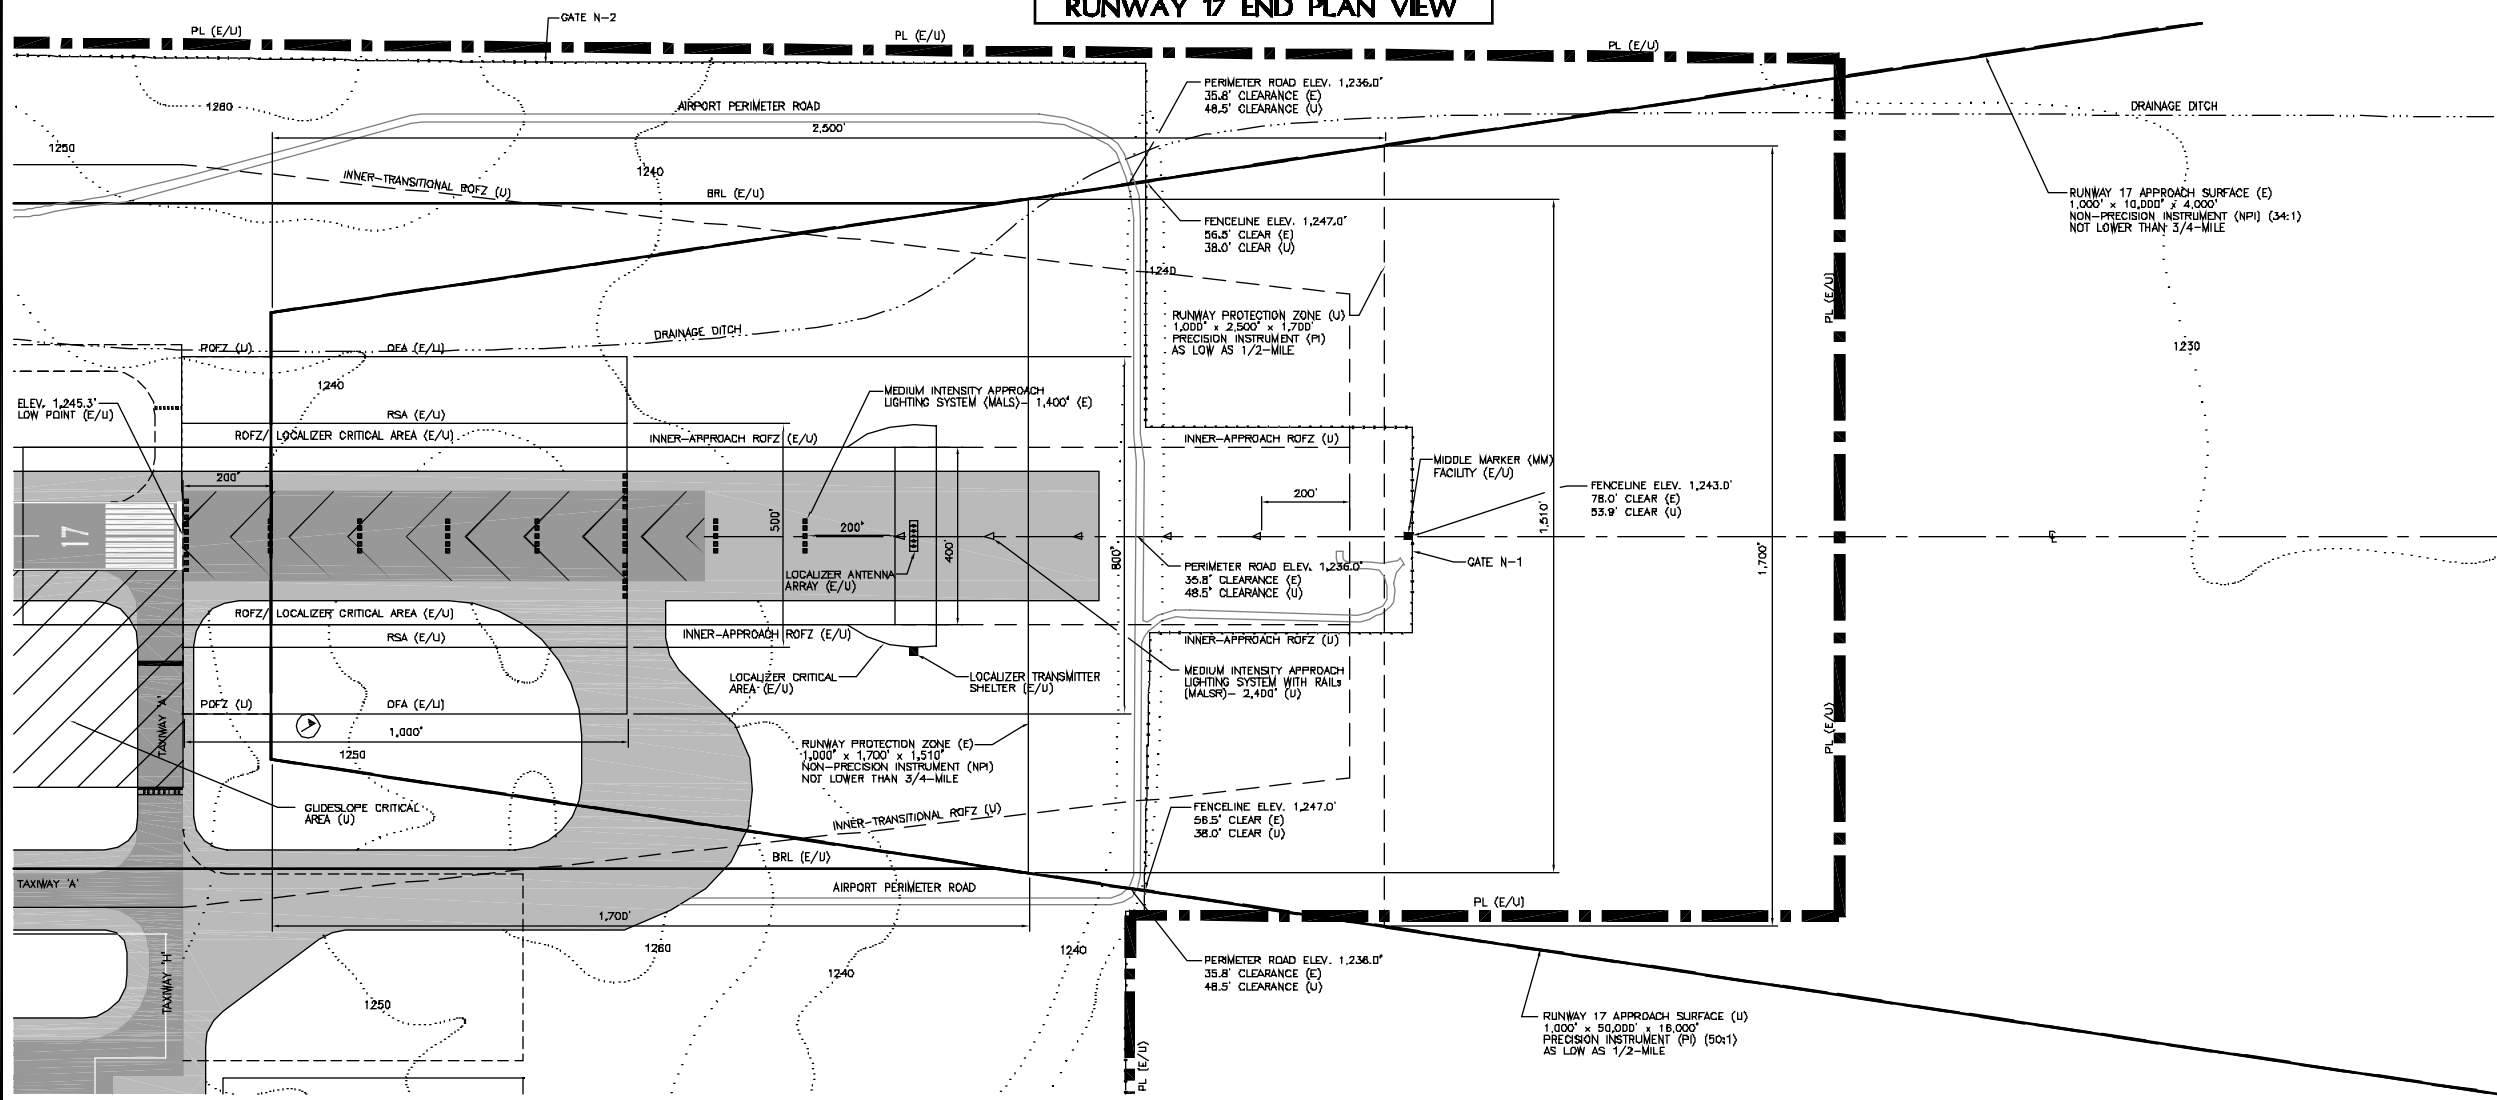 RUNWAY 17 END PLAN VIEW
GATE N-2
PL (E/U)
PL (E/U)
PL (E/U)
PERIMETER ROAD ELEV. 1,236.0'
35.8' CLEARANCE (E)
48.5' CLEARANCE (U)
1260
AIRPORT PERIMETER ROAD
DRAINAGE DITCH
2,500'
1250
1240
INNER-TRANSITIONAL ROFZ (U)
BRL (E/U)
RUNWAY 17 APPROACH SURFACE (E)
1,000' x 10,000' x 4,000'
NON-PRECISION INSTRUMENT (NPI) (34:1)
NOT LOWER THAN 3/4-MILE
FENCELINE ELEV. 1,247.0'
56.5' CLEAR (E)
38.0' CLEAR (U)
1240
PL (E/U)
RUNWAY PROTECTION ZONE (U)
1,000' x 2,500' x 1,700'
PRECISION INSTRUMENT (PI)
AS LOW AS 1/2-MILE
DRAINAGE DITCH
POFZ (U)
OFA (E/U)
1230
1240
ELEV. 1,245.3'
LOW POINT (E/U)
MEDIUM INTENSITY APPROACH
LIGHTING SYSTEM (MALS)- 1,400' (E)
RSA (E/U)
ROFZ/ LOCALIZER CRITICAL AREA (E/U)
INNER-APPROACH ROFZ (E/U)
INNER-APPROACH ROFZ (U)
MIDDLE MARKER (MM)
FACILITY (E/U)
200'
200'
FENCELINE ELEV. 1,243.0'
78.0' CLEAR (E)
53.9' CLEAR (U)
17
500'
200'
400'
800'
1,510'
1,700'
GATE N-1
LOCALIZER ANTENNA
ARRAY (E/U)
PERIMETER ROAD ELEV. 1,236.0'
35.8' CLEARANCE (E)
48.5' CLEARANCE (U)
ROFZ/ LOCALIZER CRITICAL AREA (E/U)
RSA (E/U)
INNER-APPROACH ROFZ (E/U)
INNER-APPROACH ROFZ (U)
LOCALIZER CRITICAL
AREA (E/U)
LOCALIZER TRANSMITTER
SHELTER (E/U)
MEDIUM INTENSITY APPROACH
LIGHTING SYSTEM WITH RAILs
(MALSR)- 2,400' (U)
POFZ (U)
OFA (E/U)
TAXIWAY 'A'
PL (E/U)
1,000'
1250
RUNWAY PROTECTION ZONE (E)
1,000' x 1,700' x 1,510'
NON-PRECISION INSTRUMENT (NPI)
NOT LOWER THAN 3/4-MILE
GLIDESLOPE CRITICAL
AREA (U)
INNER-TRANSITIONAL ROFZ (U)
FENCELINE ELEV. 1,247.0'
56.5' CLEAR (E)
38.0' CLEAR (U)
BRL (E/U)
TAXIWAY 'A'
AIRPORT PERIMETER ROAD
PL (E/U)
1,700'
1260
1240
1240
TAXIWAY 'H'
1250
PERIMETER ROAD ELEV. 1,236.0'
35.8' CLEARANCE (E)
48.5' CLEARANCE (U)
RUNWAY 17 APPROACH SURFACE (U)
1,000' x 50,000' x 16,000'
PRECISION INSTRUMENT (PI) (50:1)
AS LOW AS 1/2-MILE
PL (E/U)